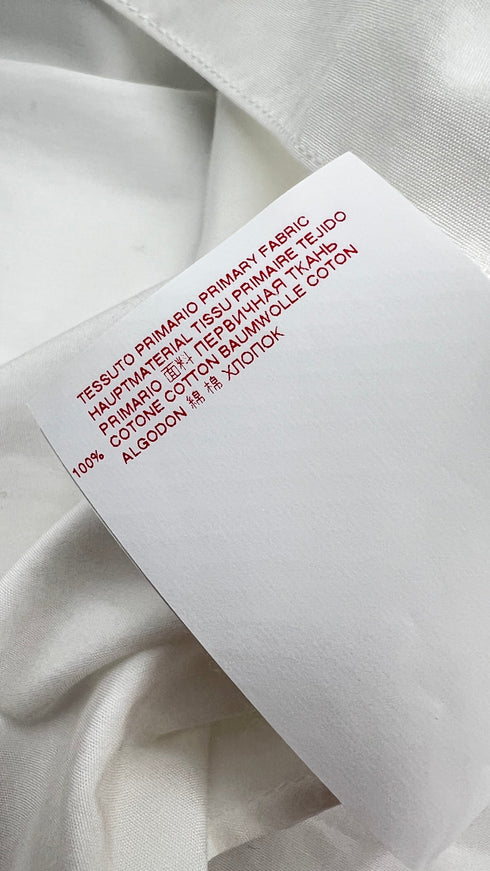 TESSUTO PRIMARIO PRIMARY FABRIC
HAUPTMATERIAL TISSU PRIMAIRE TEJIDO
PRIMARIO 面料 ПЕРВИЧНАЯ ТКАНЬ
100% COTONE COTTON BAUMWOLLE COTON
ALGODON 綿 棉 ХЛОПОК